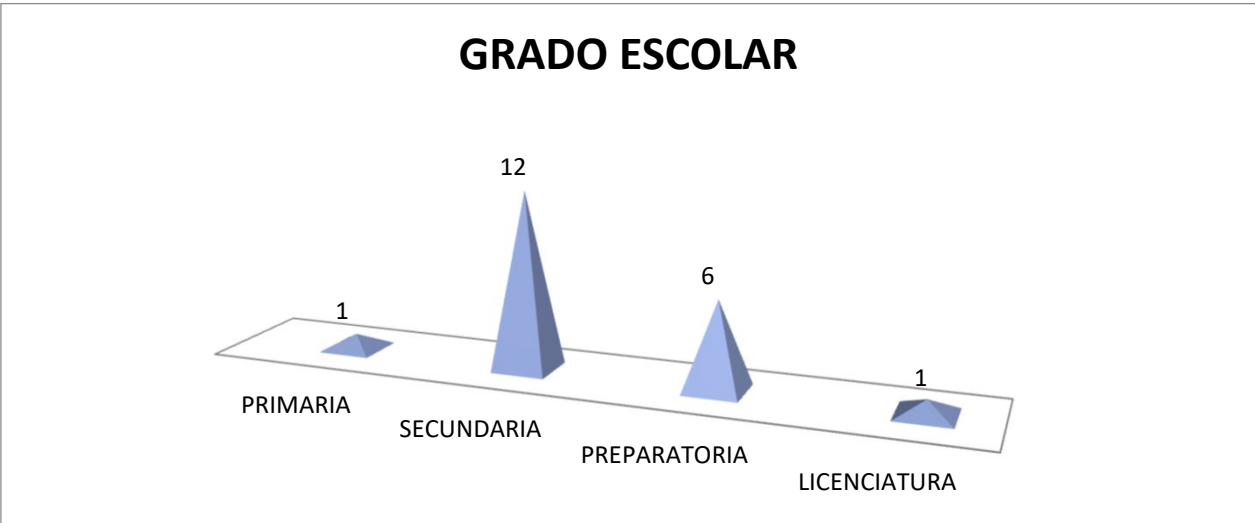 GRADO ESCOLAR
12
6
1
1
PRIMARIA
SECUNDARIA
PREPARATORIA
LICENCIATURA